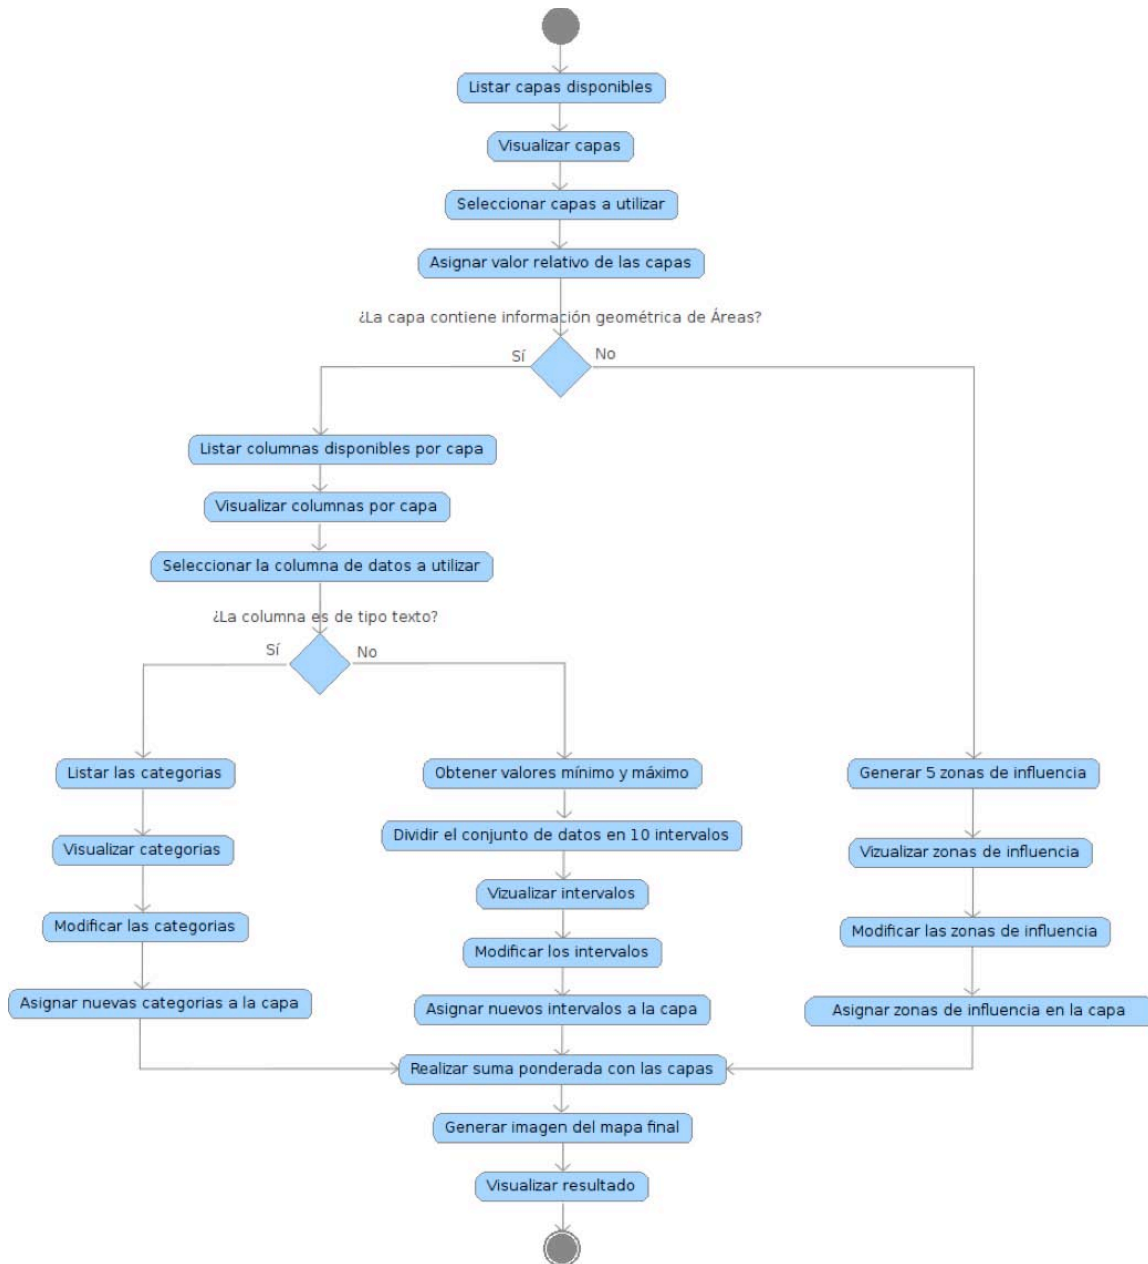 Listar capas disponibles
Visualizar capas
Seleccionar capas a utilizar
Asignar valor relativo de las capas
¿La capa contiene información geométrica de Áreas?
Sí
No
Listar columnas disponibles por capa
Visualizar columnas por capa
Seleccionar la columna de datos a utilizar
¿La columna es de tipo texto?
Sí
No
Listar las categorias
Visualizar categorias
Modificar las categorias
Asignar nuevas categorias a la capa
Obtener valores mínimo y máximo
Dividir el conjunto de datos en 10 intervalos
Vizualizar intervalos
Modificar los intervalos
Asignar nuevos intervalos a la capa
Generar 5 zonas de influencia
Vizualizar zonas de influencia
Modificar las zonas de influencia
Asignar zonas de influencia en la capa
Realizar suma ponderada con las capas
Generar imagen del mapa final
Visualizar resultado